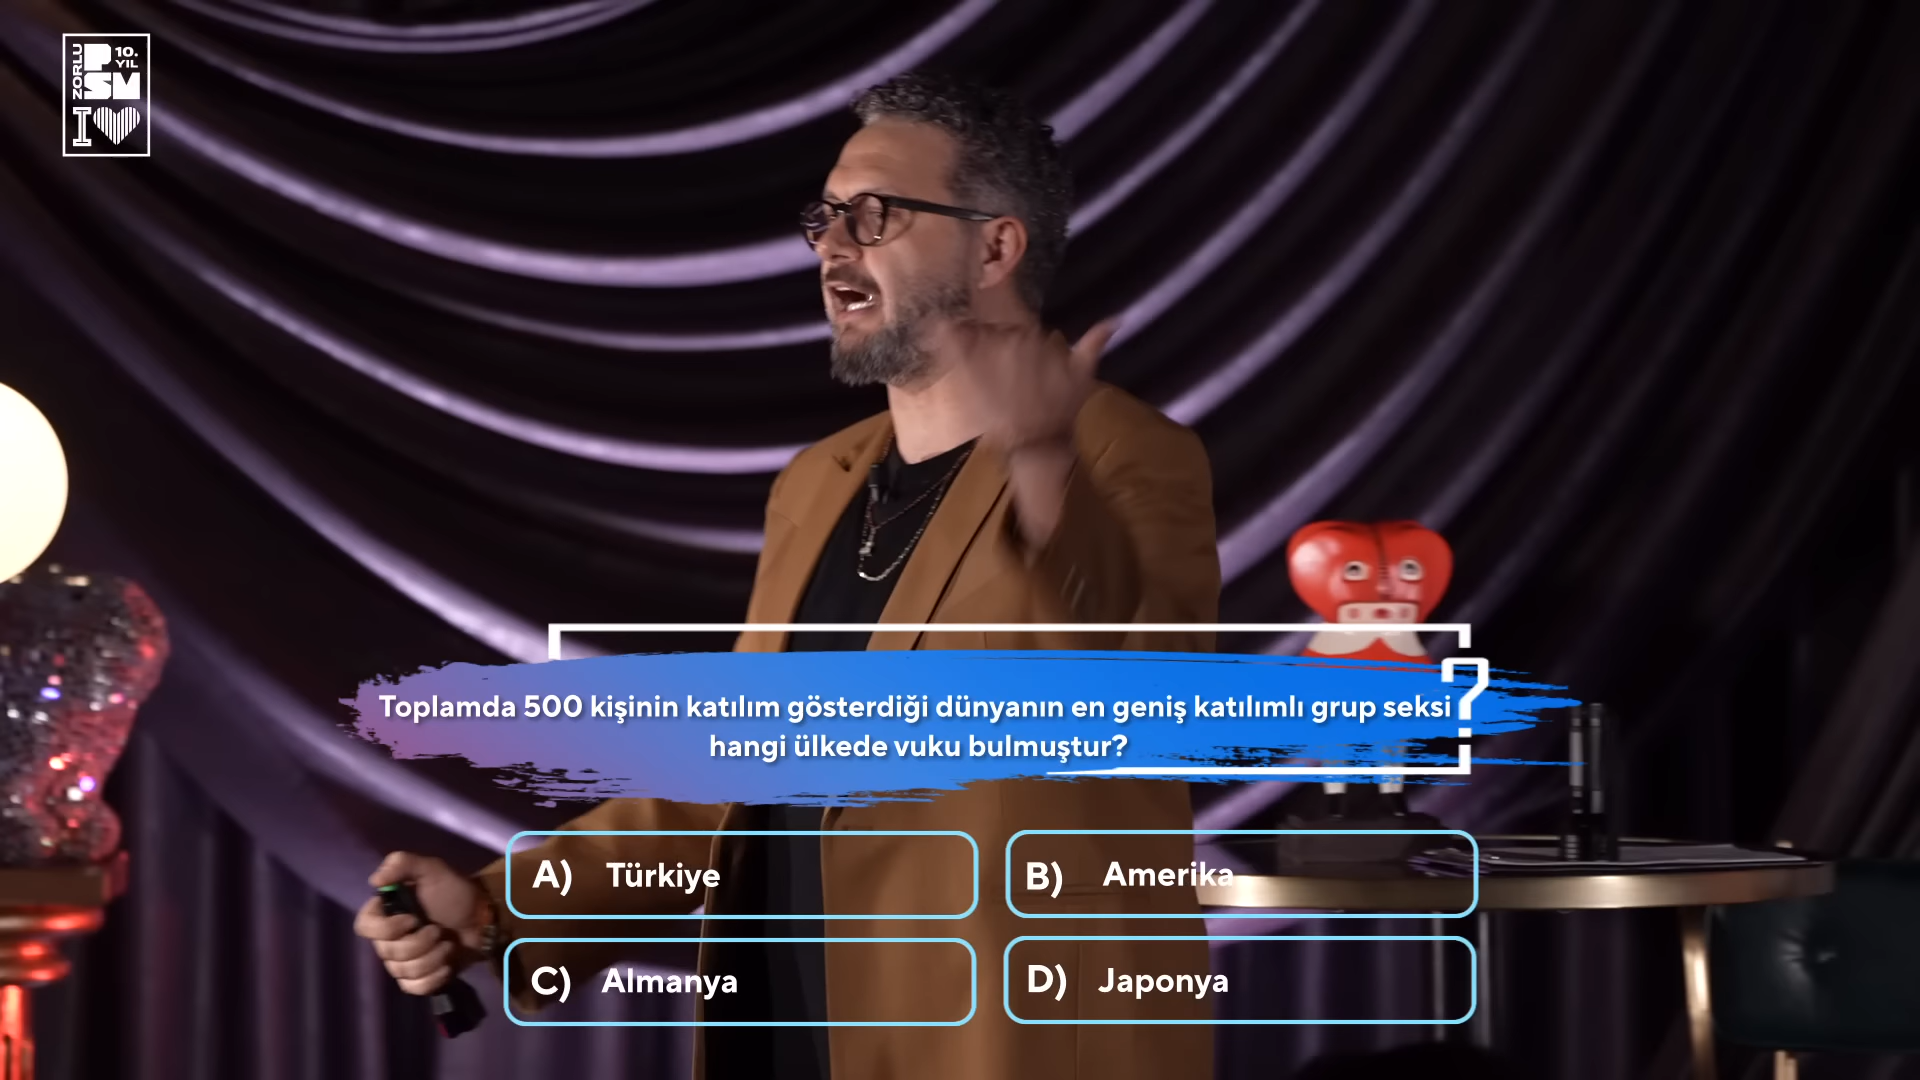 ZORLU
PSM
10.
YIL
I
Toplamda 500 kişinin katılım gösterdiği dünyanın en geniş katılımlı grup seksi
hangi ülkede vuku bulmuştur?
?
A) Türkiye
B) Amerika
C) Almanya
D) Japonya